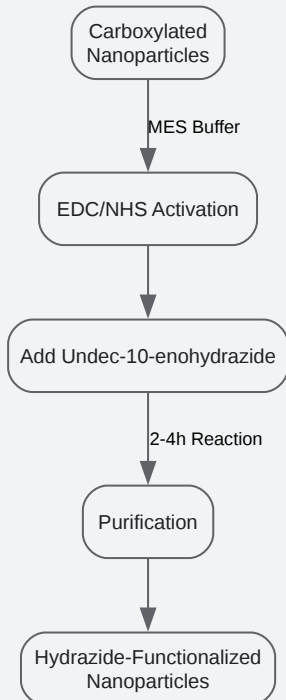 Carboxylated
Nanoparticles
MES Buffer
EDC/NHS Activation
Add Undec-10-enohydrazide
2-4h Reaction
Purification
Hydrazide-Functionalized
Nanoparticles